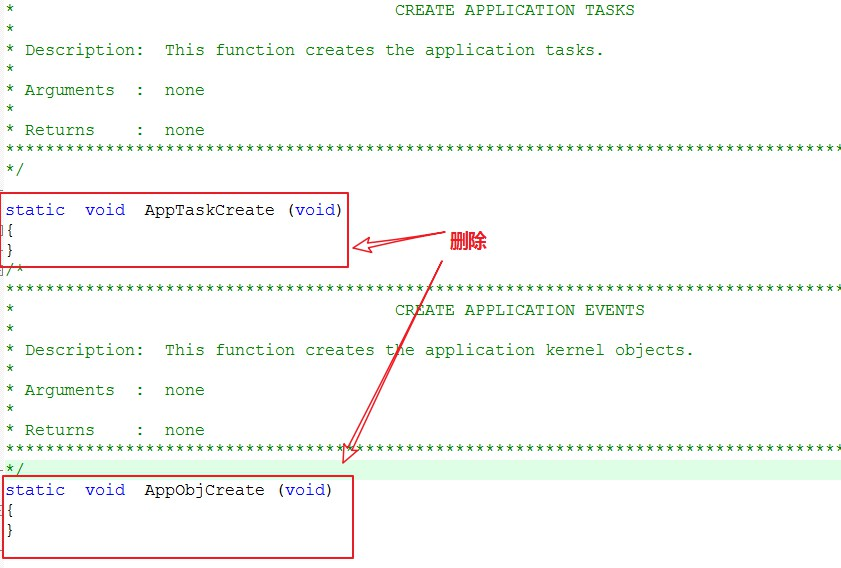 * CREATE APPLICATION TASKS
*
* Description: This function creates the application tasks.
*
* Arguments : none
*
* Returns : none
************************************************************************************
*/
static void AppTaskCreate (void)
{
}
删除
/*
************************************************************************************
* CREATE APPLICATION EVENTS
*
* Description: This function creates the application kernel objects.
*
* Arguments : none
*
* Returns : none
************************************************************************************
*/
static void AppObjCreate (void)
{
}